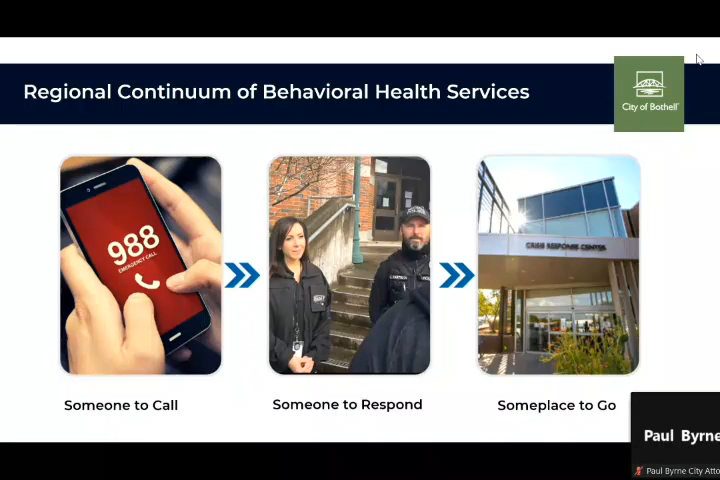 Regional Continuum of Behavioral Health Services
City of Bothell
988
EMERGENCY CALL
CRISIS RESPONSE CENTER
Someone to Call
Someone to Respond
Someplace to Go
Paul Byrne
Paul Byrne City Atto